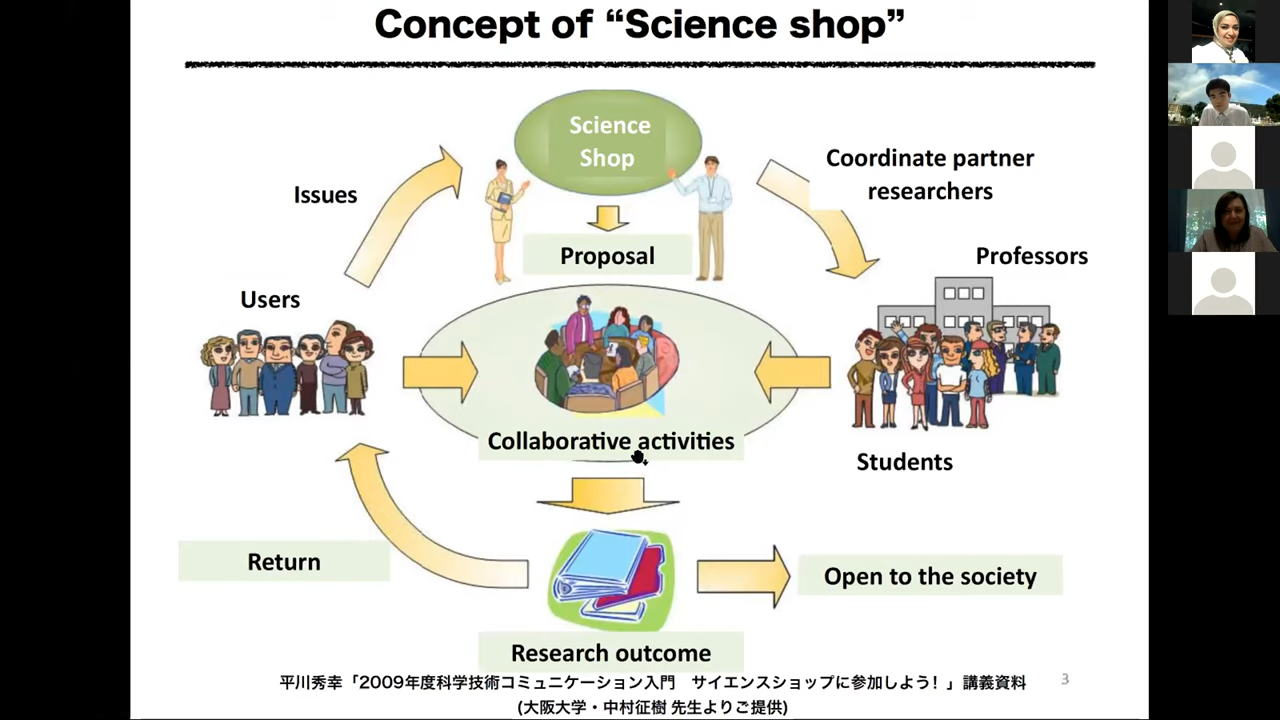 Concept of “Science shop”
Science
Shop
Issues
Coordinate partner
researchers
Proposal
Professors
Users
Collaborative activities
Students
Return
Open to the society
Research outcome
平川秀幸「2009年度科学技術コミュニケーション入門　サイエンスショップに参加しよう！」講義資料
3
(大阪大学・中村征樹 先生よりご提供)